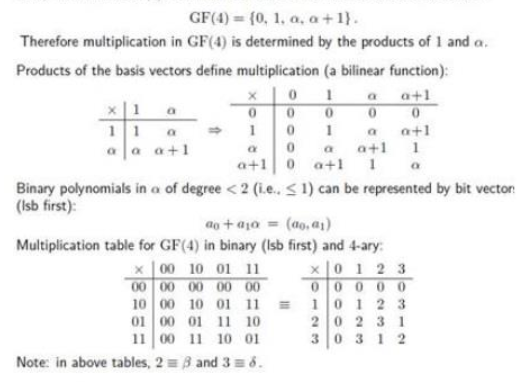 GF(4) = {0, 1, α, α + 1}.
Therefore multiplication in GF(4) is determined by the products of 1 and α.
Products of the basis vectors define multiplication (a bilinear function):
× 1 α
1 1 α
α α α + 1
⇒
× 0 1 α α+1
0 0 0 0 0
1 0 1 α α+1
α 0 α α+1 1
α+1 0 α+1 1 α
Binary polynomials in α of degree < 2 (i.e., ≤ 1) can be represented by bit vector
(lsb first):
a₀ + a₁α = (a₀, a₁)
Multiplication table for GF(4) in binary (lsb first) and 4-ary:
× 00 10 01 11
00 00 00 00 00
10 00 10 01 11
01 00 01 11 10
11 00 11 10 01
≡
× 0 1 2 3
0 0 0 0 0
1 0 1 2 3
2 0 2 3 1
3 0 3 1 2
Note: in above tables, 2 ≡ β and 3 ≡ δ.